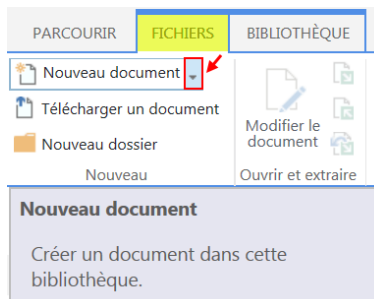 PARCOURIR FICHIERS BIBLIOTHÈQUE
Nouveau document
Télécharger un document
Nouveau dossier
Nouveau
Modifier le
document
Ouvrir et extraire
Nouveau document
Créer un document dans cette
bibliothèque.